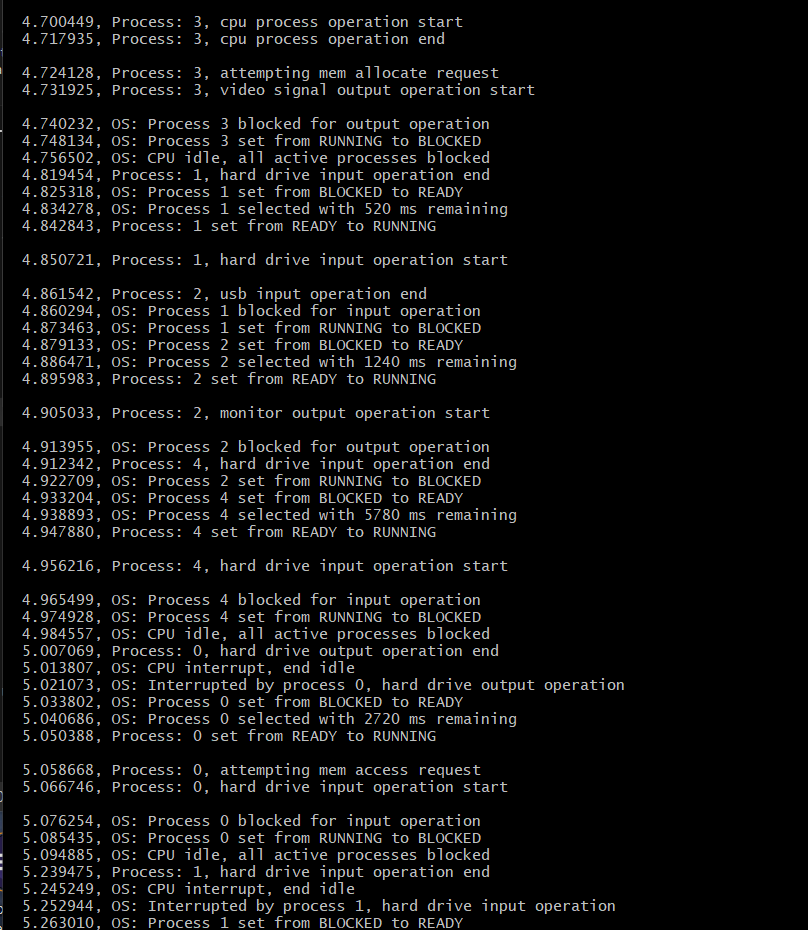 4.700449, Process: 3, cpu process operation start
4.717935, Process: 3, cpu process operation end
4.724128, Process: 3, attempting mem allocate request
4.731925, Process: 3, video signal output operation start
4.740232, OS: Process 3 blocked for output operation
4.748134, OS: Process 3 set from RUNNING to BLOCKED
4.756502, OS: CPU idle, all active processes blocked
4.819454, Process: 1, hard drive input operation end
4.825318, OS: Process 1 set from BLOCKED to READY
4.834278, OS: Process 1 selected with 520 ms remaining
4.842843, Process: 1 set from READY to RUNNING
4.850721, Process: 1, hard drive input operation start
4.861542, Process: 2, usb input operation end
4.860294, OS: Process 1 blocked for input operation
4.873463, OS: Process 1 set from RUNNING to BLOCKED
4.879133, OS: Process 2 set from BLOCKED to READY
4.886471, OS: Process 2 selected with 1240 ms remaining
4.895983, Process: 2 set from READY to RUNNING
4.905033, Process: 2, monitor output operation start
4.913955, OS: Process 2 blocked for output operation
4.912342, Process: 4, hard drive input operation end
4.922709, OS: Process 2 set from RUNNING to BLOCKED
4.933204, OS: Process 4 set from BLOCKED to READY
4.938893, OS: Process 4 selected with 5780 ms remaining
4.947880, Process: 4 set from READY to RUNNING
4.956216, Process: 4, hard drive input operation start
4.965499, OS: Process 4 blocked for input operation
4.974928, OS: Process 4 set from RUNNING to BLOCKED
4.984557, OS: CPU idle, all active processes blocked
5.007069, Process: 0, hard drive output operation end
5.013807, OS: CPU interrupt, end idle
5.021073, OS: Interrupted by process 0, hard drive output operation
5.033802, OS: Process 0 set from BLOCKED to READY
5.040686, OS: Process 0 selected with 2720 ms remaining
5.050388, Process: 0 set from READY to RUNNING
5.058668, Process: 0, attempting mem access request
5.066746, Process: 0, hard drive input operation start
5.076254, OS: Process 0 blocked for input operation
5.085435, OS: Process 0 set from RUNNING to BLOCKED
5.094885, OS: CPU idle, all active processes blocked
5.239475, Process: 1, hard drive input operation end
5.245249, OS: CPU interrupt, end idle
5.252944, OS: Interrupted by process 1, hard drive input operation
5.263010, OS: Process 1 set from BLOCKED to READY